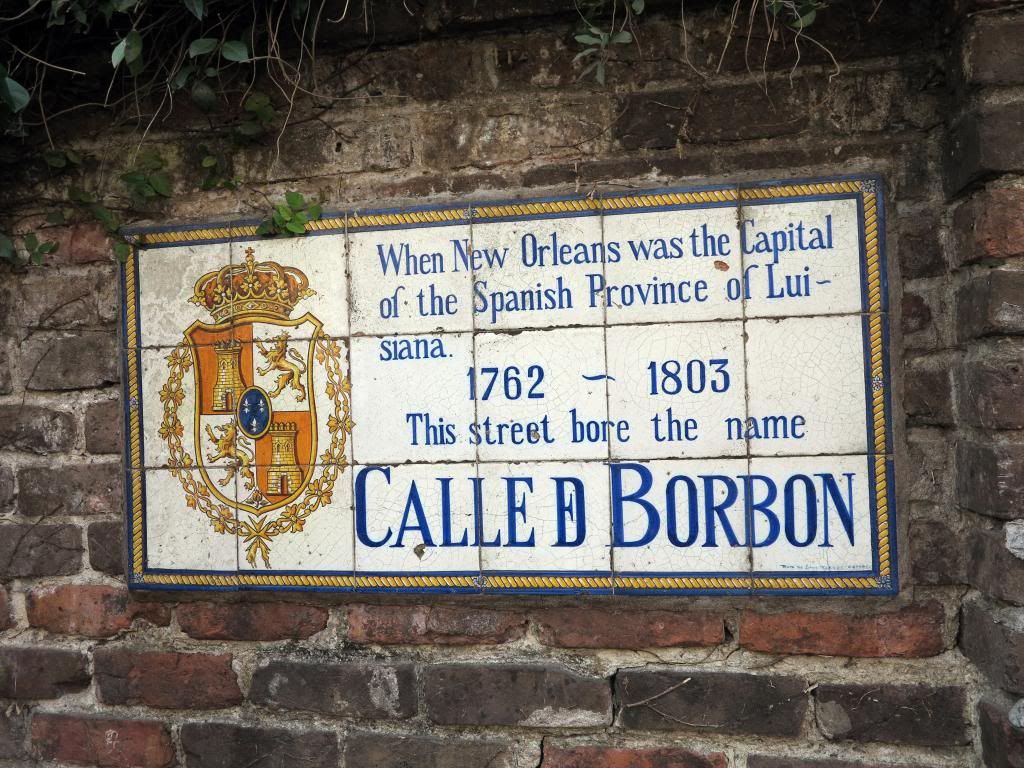 When New Orleans was the Capital
of the Spanish Province of Lui~
siana.
1762 ~ 1803
This street bore the name
CALLE DE BORBON